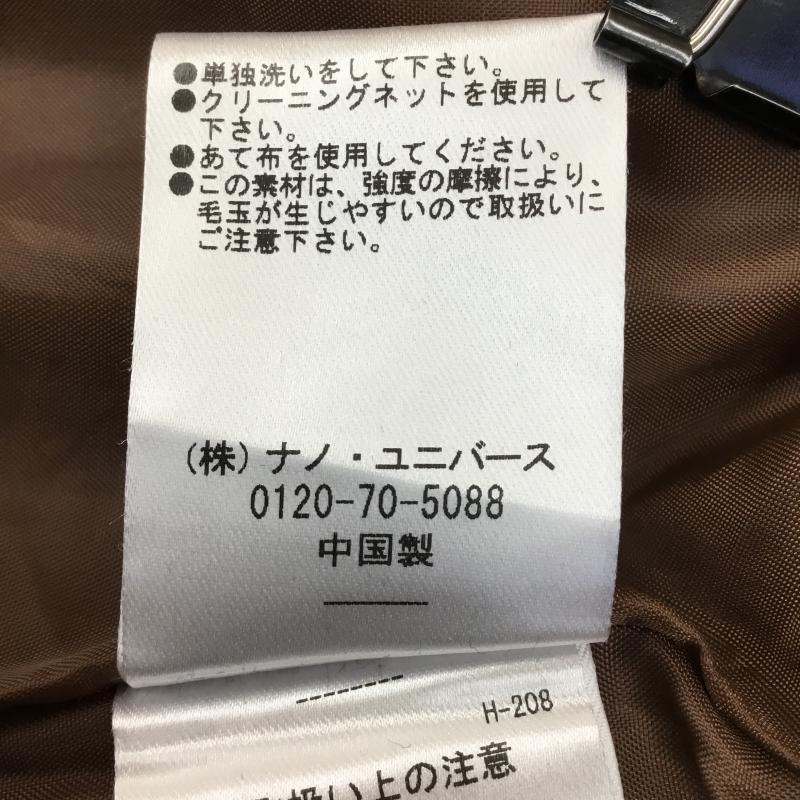 ●単独洗いをして下さい。
●クリーニングネットを使用して
下さい。
●あて布を使用してください。
●この素材は、強度の摩擦により、
毛玉が生じやすいので取扱いに
ご注意下さい。
(株)ナノ・ユニバース
0120-70-5088
中国製
H-208
扱い上の注意